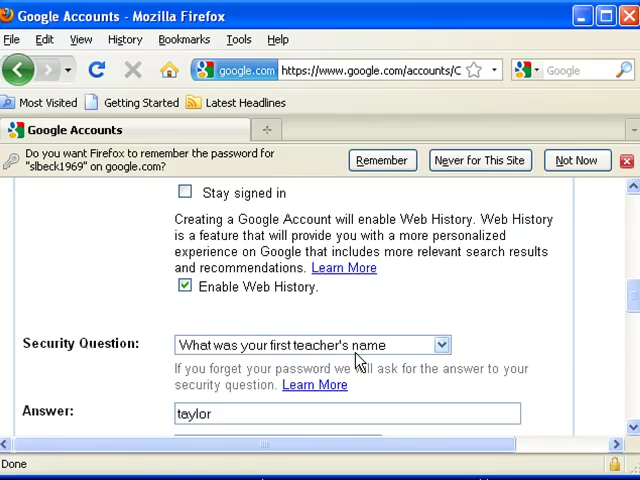 Google Accounts - Mozilla Firefox
File Edit View History Bookmarks Tools Help
google.com https://www.google.com/accounts/C Google
Most Visited Getting Started Latest Headlines
Google Accounts
Do you want Firefox to remember the password for
"slbeck1969" on google.com?
Remember Never for This Site Not Now
Stay signed in
Creating a Google Account will enable Web History. Web History
is a feature that will provide you with a more personalized
experience on Google that includes more relevant search results
and recommendations. Learn More
Enable Web History.
Security Question: What was your first teacher's name
If you forget your password we will ask for the answer to your
security question. Learn More
Answer: taylor
Done